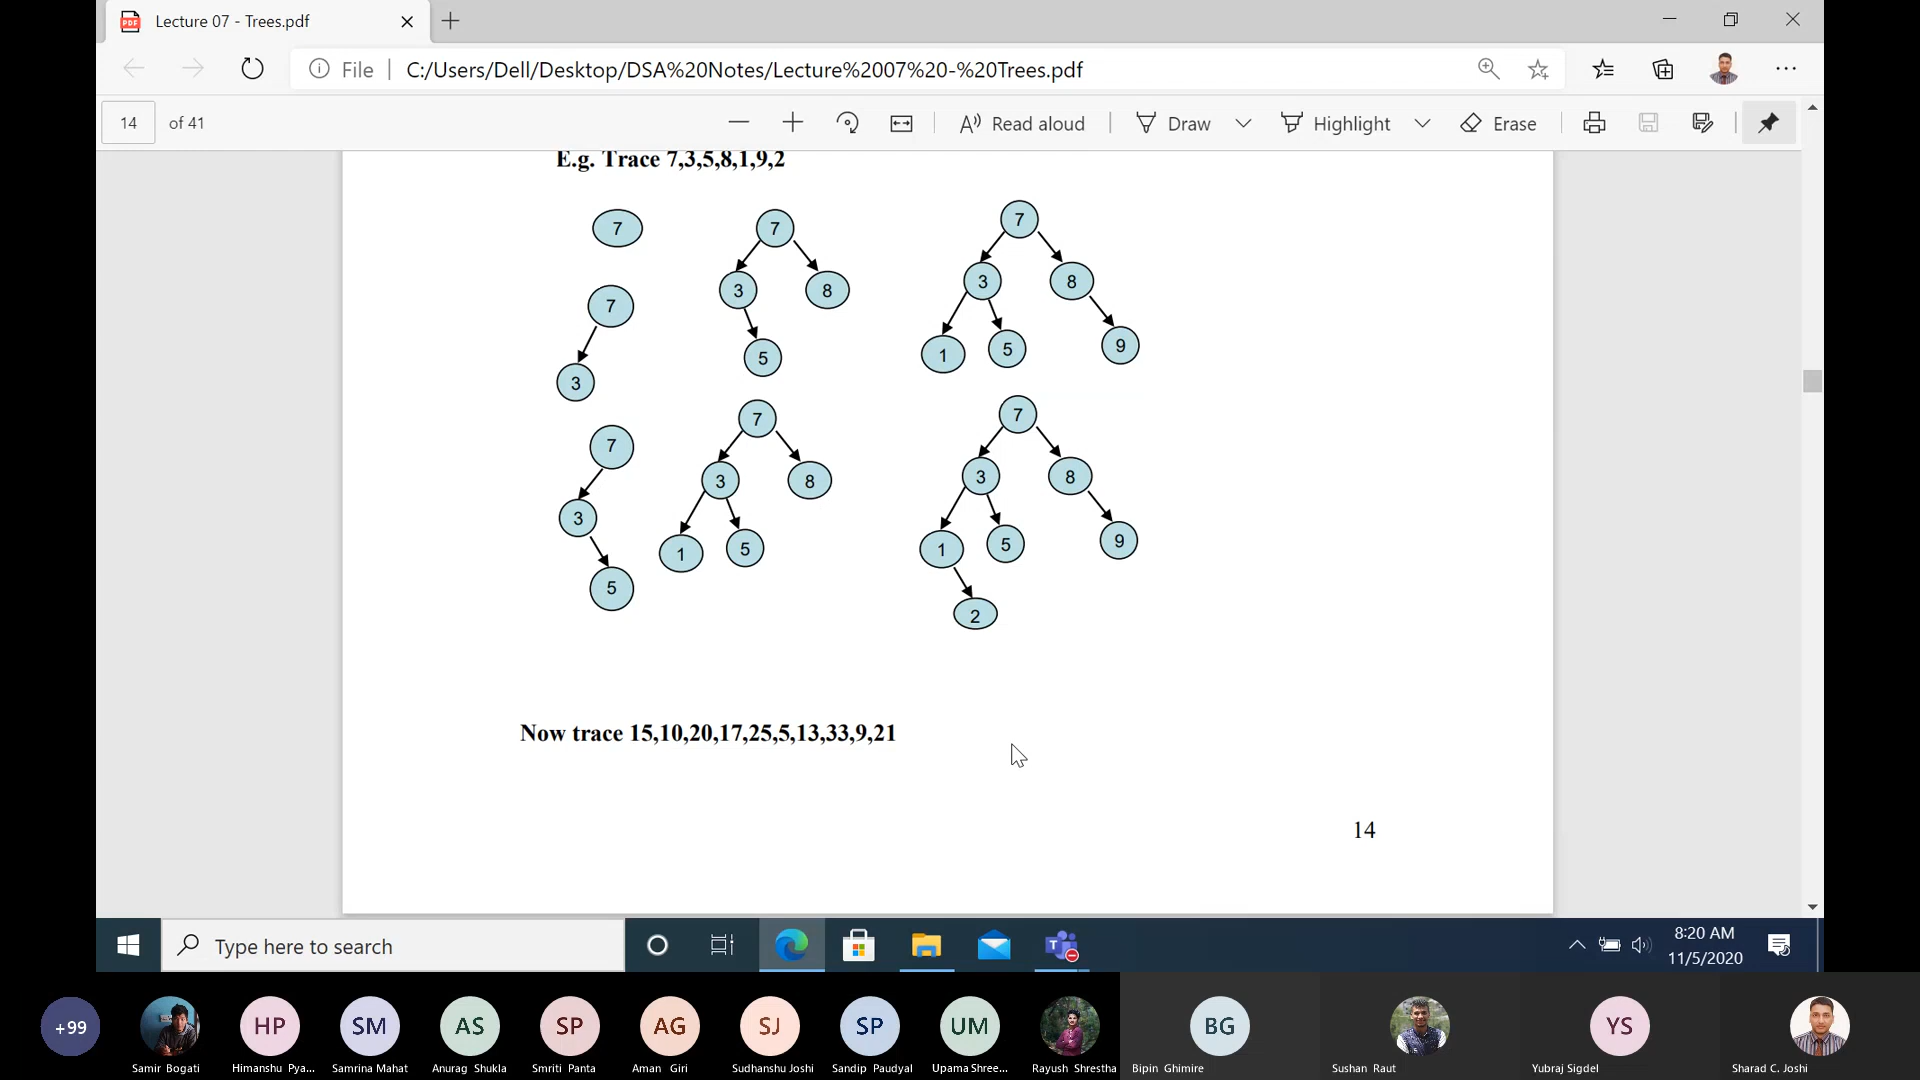 Lecture 07 - Trees.pdf
File
C:/Users/Dell/Desktop/DSA%20Notes/Lecture%2007%20-%20Trees.pdf
14 of 41
Read aloud
Draw
Highlight
Erase
E.g. Trace 7,3,5,8,1,9,2
7
7
3
7
3
5
7
3
8
5
7
3
8
1
5
7
3
8
1
5
9
7
3
8
1
5
9
2
Now trace 15,10,20,17,25,5,13,33,9,21
14
Type here to search
8:20 AM
11/5/2020
+99
HP
SM
AS
SP
AG
SJ
SP
UM
BG
YS
Samir Bogati
Himanshu Pya...
Samrina Mahat
Anurag Shukla
Smriti Panta
Aman Giri
Sudhanshu Joshi
Sandip Paudyal
Upama Shree...
Rayush Shrestha
Bipin Ghimire
Sushan Raut
Yubraj Sigdel
Sharad C. Joshi